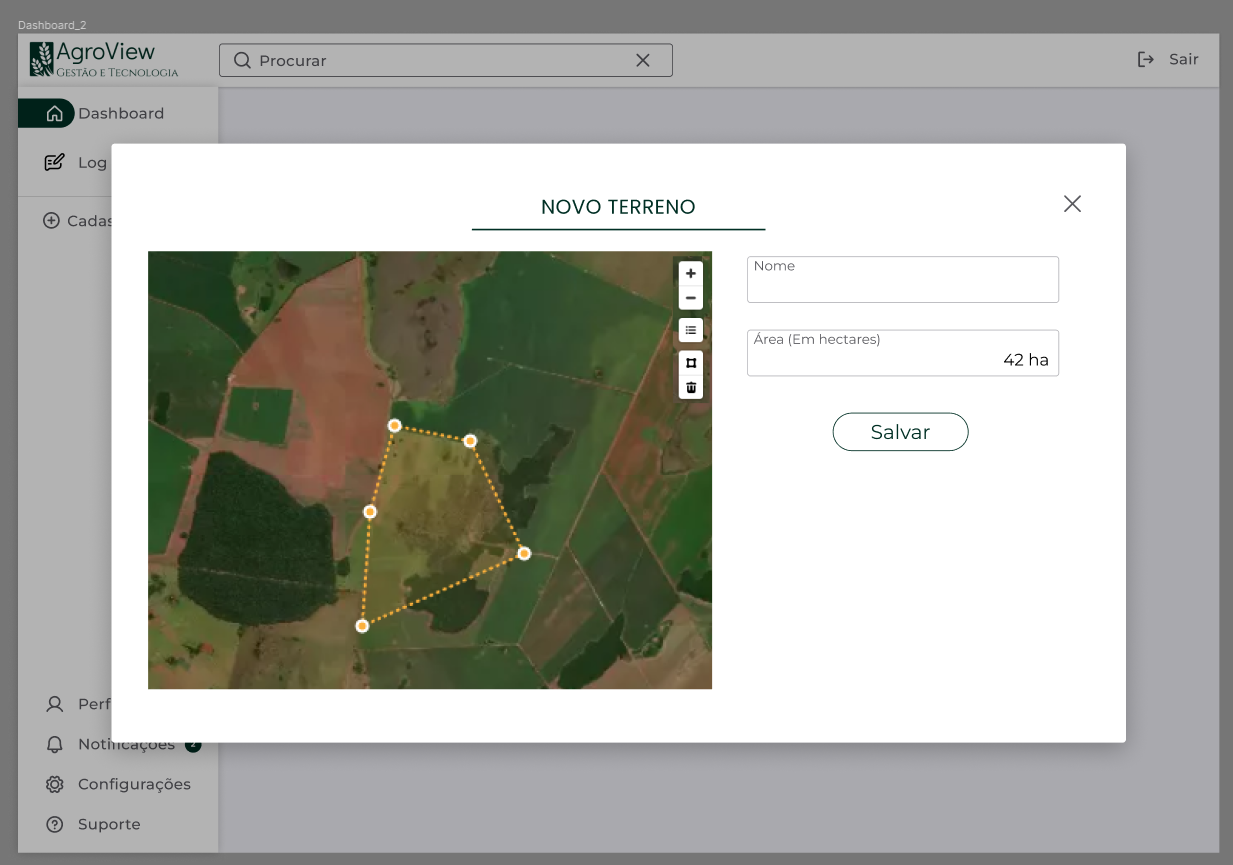 Dashboard_2
AgroView
GESTÃO E TECNOLOGIA
Procurar
Sair
Dashboard
Log
Cadas
NOVO TERRENO
Nome
Área (Em hectares)
42 ha
Salvar
Perf
Notificações 2
Configurações
Suporte